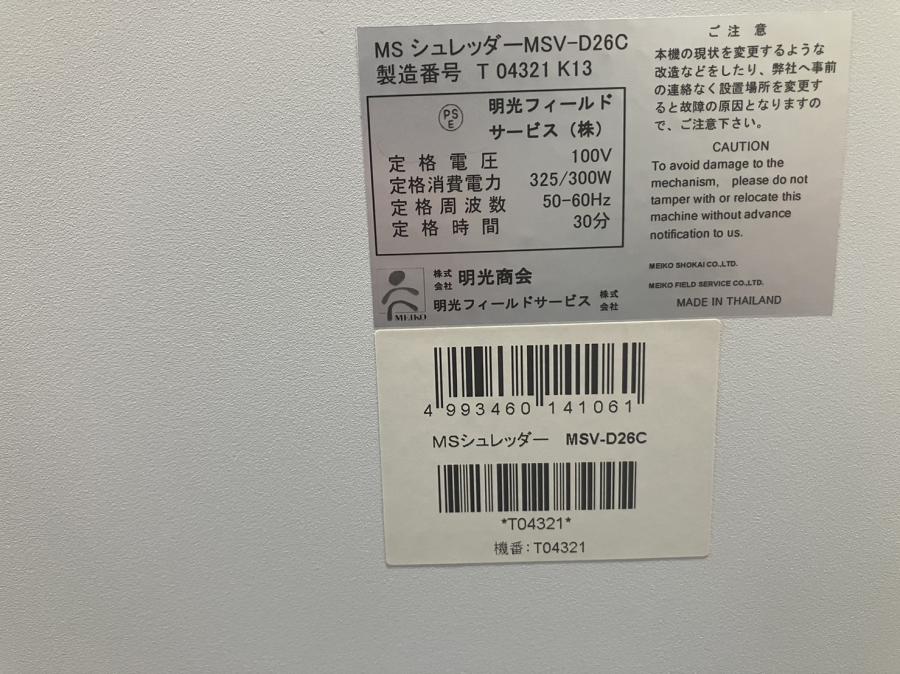 MS シュレッダーMSV-D26C
製造番号 T 04321 K13
PS
E
明光フィールド
サービス（株）
定格電圧 100V
定格消費電力 325/300W
定格周波数 50-60Hz
定格時間 30分
MEIKO
株式会社 明光商会
明光フィールドサービス 株式会社
ご注意
本機の現状を変更するような
改造などをしたり、弊社へ事前
の連絡なく設置場所を変更す
ると故障の原因となりますの
で、ご注意下さい。
CAUTION
To avoid damage to the
mechanism, please do not
tamper with or relocate this
machine without advance
notification to us.
MEIKO SHOKAI CO.,LTD.
MEIKO FIELD SERVICE CO.,LTD.
MADE IN THAILAND
4 993460 141061
MSシュレッダー MSV-D26C
*T04321*
機番：T04321